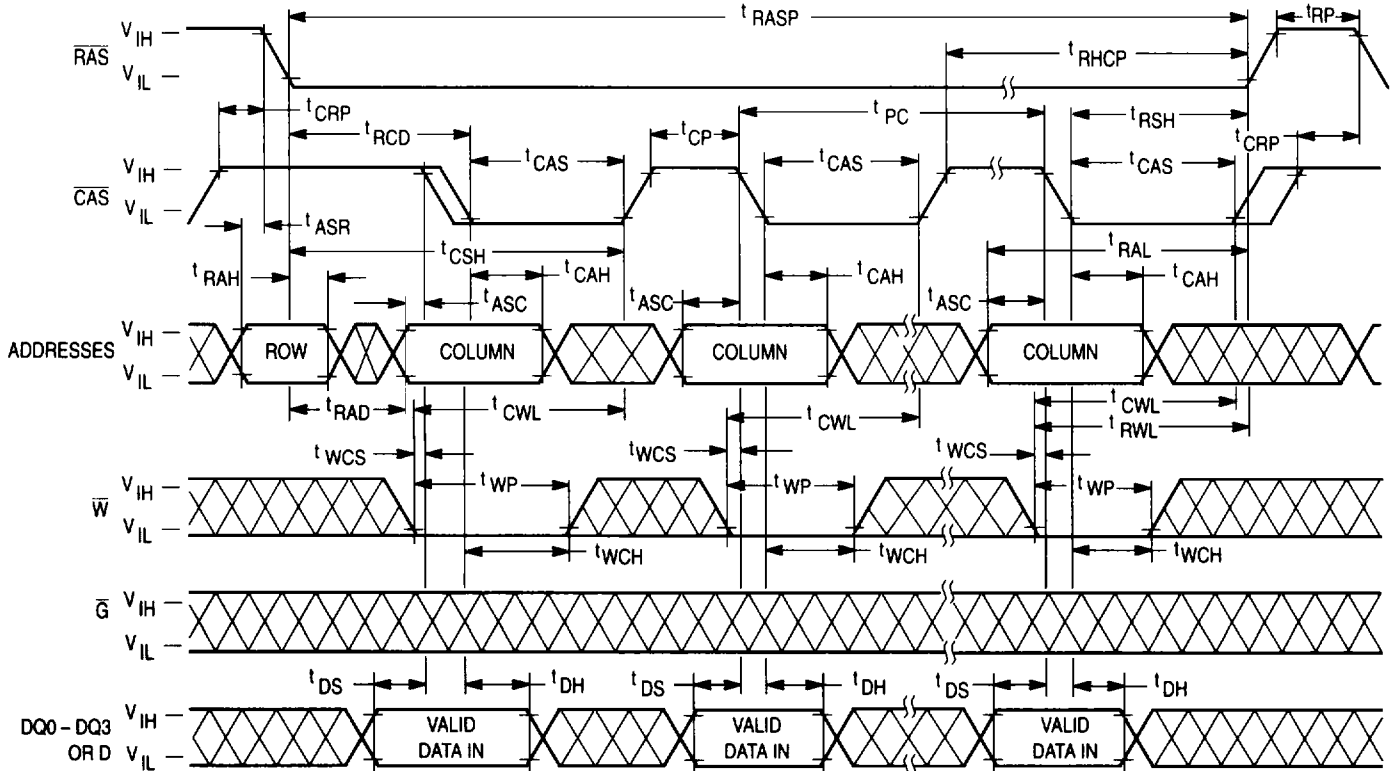 t RASP
t RP
V IH
RAS
V IL
t RHCP
t CRP
t RCD
t CP
t PC
t RSH
t CRP
t CAS
t CAS
t CAS
V IH
CAS
V IL
t ASR
t CSH
t RAL
t RAH
t CAH
t CAH
t CAH
t ASC
t ASC
t ASC
ADDRESSES
V IH
V IL
ROW
COLUMN
COLUMN
COLUMN
t RAD
t CWL
t CWL
t CWL
t RWL
t WCS
t WCS
t WCS
t WP
t WP
t WP
V IH
W
V IL
t WCH
t WCH
t WCH
G
V IH
V IL
t DS
t DH
t DS
t DH
t DS
t DH
DQ0 – DQ3
OR D
V IH
V IL
VALID
DATA IN
VALID
DATA IN
VALID
DATA IN